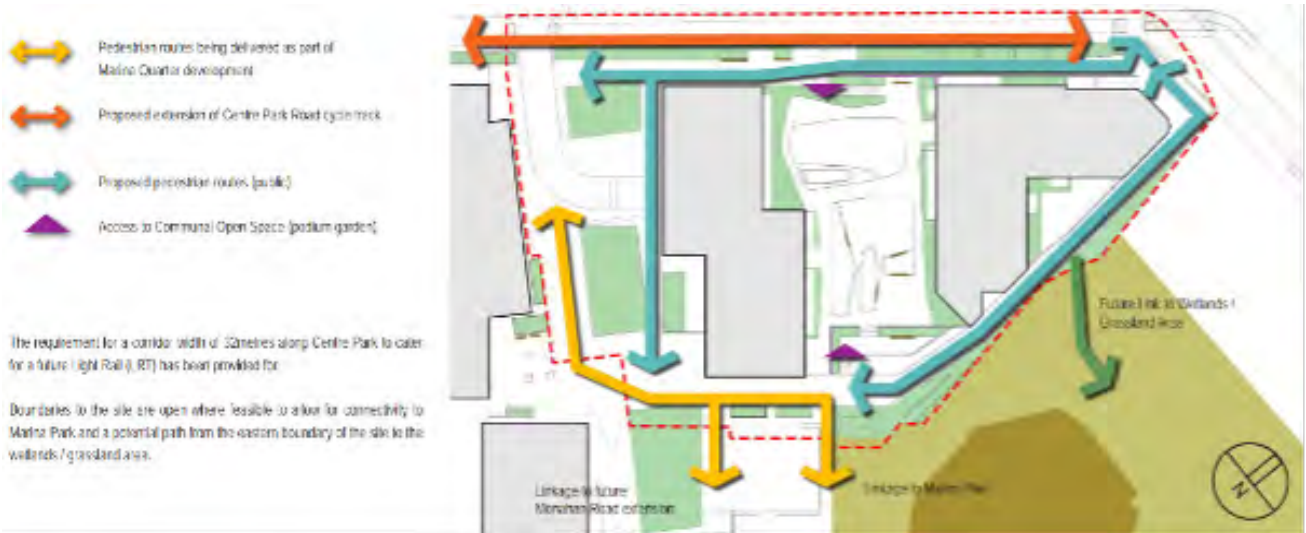 Pedestrian routes being delivered as part of
Marina Quarter development
Proposed extension of Centre Park Road cycle track
Proposed pedestrian routes (public)
Access to Communal Open Space (podium garden)
The requirement for a corridor width of 32metres along Centre Park to cater
for a future Light Rail (LRT) has been provided for
Boundaries to the site are open where feasible to allow for connectivity to
Marina Park and a potential path from the eastern boundary of the site to the
wetlands / grassland area.
Future Link to Wetlands /
Grassland Area
Linkage to future
Monahan Road extension
Linkage to Marina Park
N